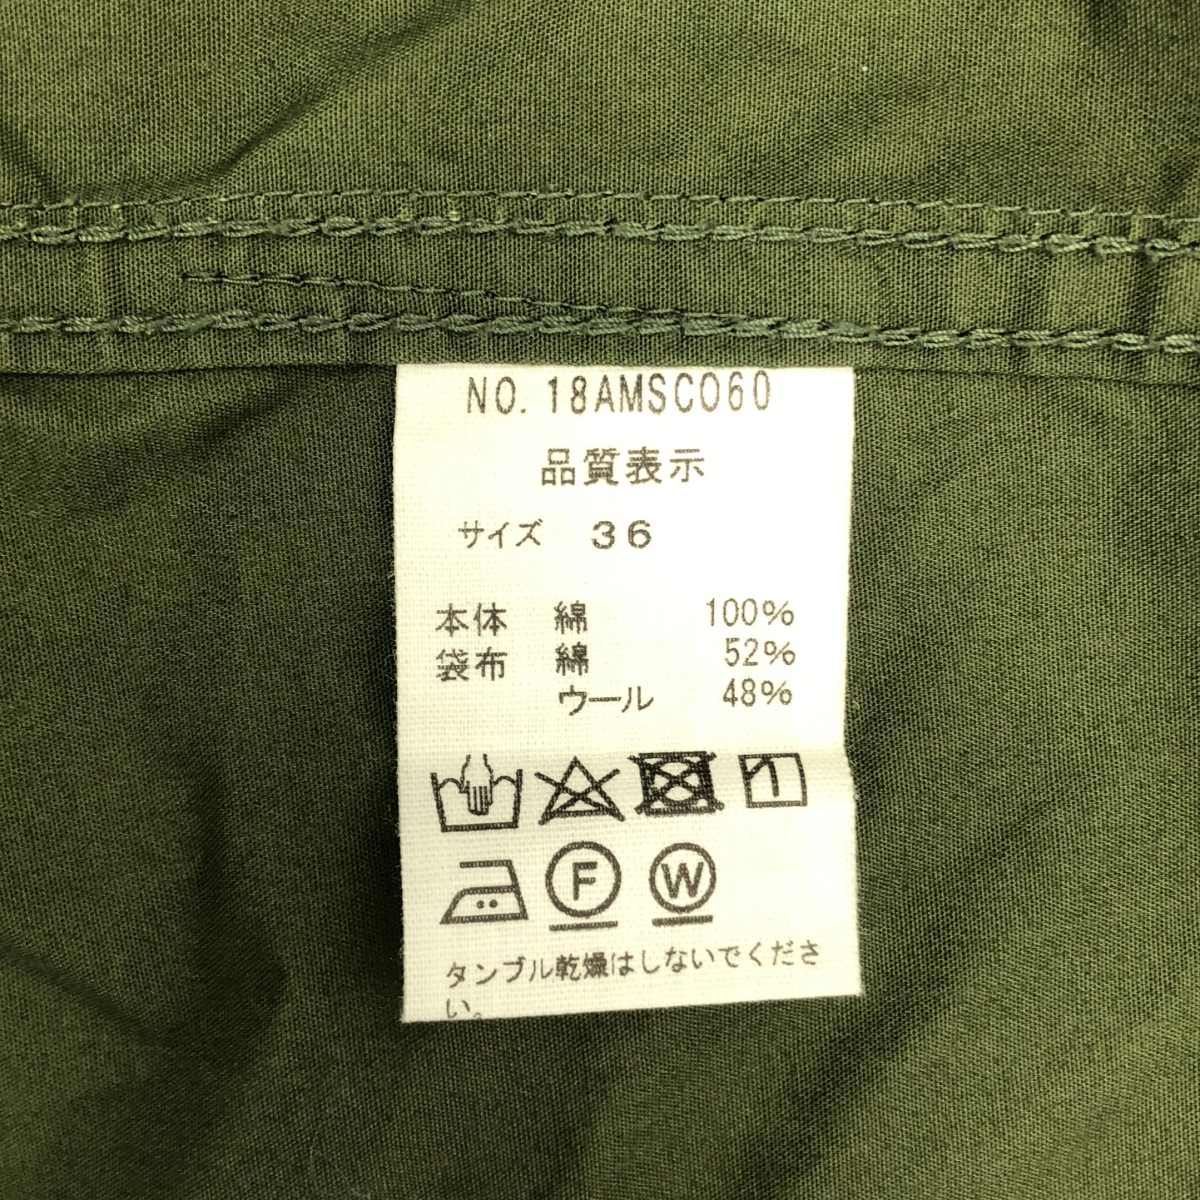 NO. 18AMSCO60
品質表示
サイズ 36
本体 綿 100%
袋布 綿 52%
ウール 48%
F W
タンブル乾燥はしないでくださ
い。